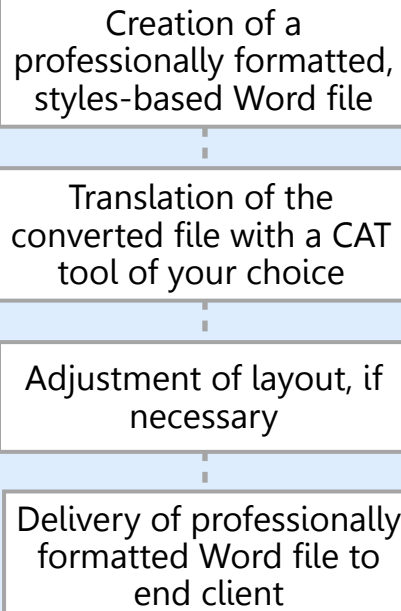 Creation of a
professionally formatted,
styles-based Word file
Translation of the
converted file with a CAT
tool of your choice
Adjustment of layout, if
necessary
Delivery of professionally
formatted Word file to
end client